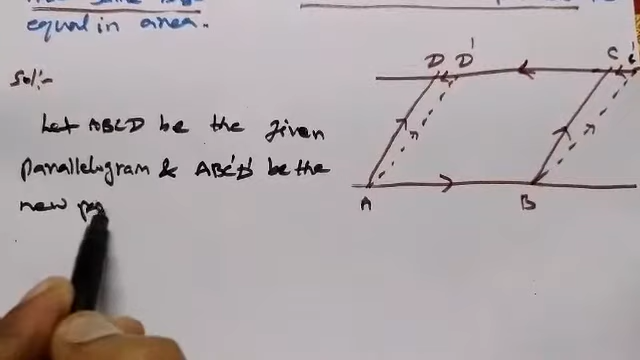 equal in area.
Sol:-
Let ABCD be the given
parallelogram & ABC'D' be the
new
D D' C C'
A B